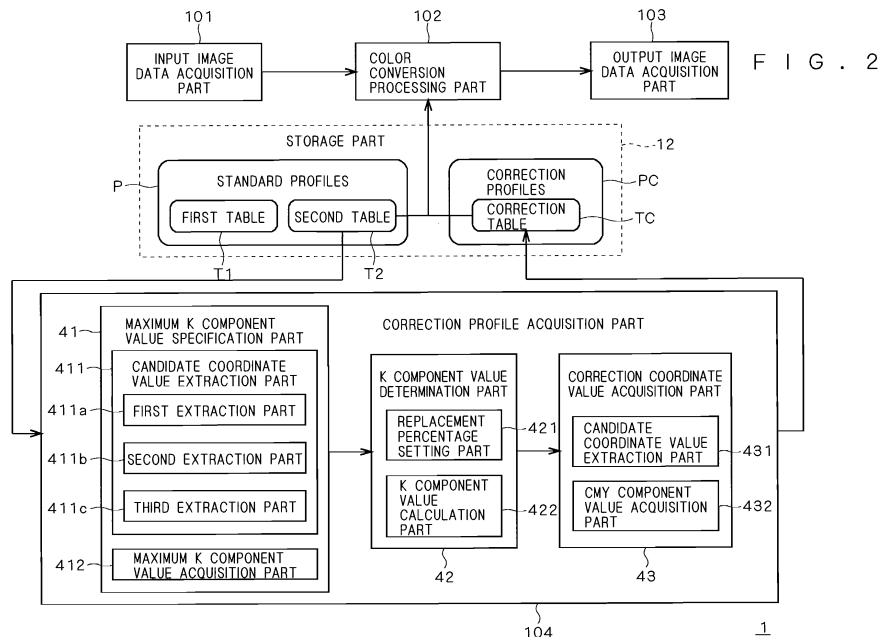 101
102
103
INPUT IMAGE
DATA ACQUISITION
PART
COLOR
CONVERSION
PROCESSING PART
OUTPUT IMAGE
DATA ACQUISITION
PART
FIG. 2
STORAGE PART
12
P
STANDARD PROFILES
FIRST TABLE
SECOND TABLE
T1
T2
CORRECTION
PROFILES
CORRECTION
TABLE
PC
TC
41
MAXIMUM K COMPONENT
VALUE SPECIFICATION PART
411
CANDIDATE COORDINATE
VALUE EXTRACTION PART
411a
FIRST EXTRACTION PART
411b
SECOND EXTRACTION PART
411c
THIRD EXTRACTION PART
412
MAXIMUM K COMPONENT
VALUE ACQUISITION PART
CORRECTION PROFILE ACQUISITION PART
K COMPONENT VALUE
DETERMINATION PART
REPLACEMENT
PERCENTAGE
SETTING PART
421
K COMPONENT
VALUE
CALCULATION
PART
422
42
CORRECTION COORDINATE
VALUE ACQUISITION PART
CANDIDATE
COORDINATE VALUE
EXTRACTION PART
431
CMY COMPONENT
VALUE ACQUISITION
PART
432
43
104
1